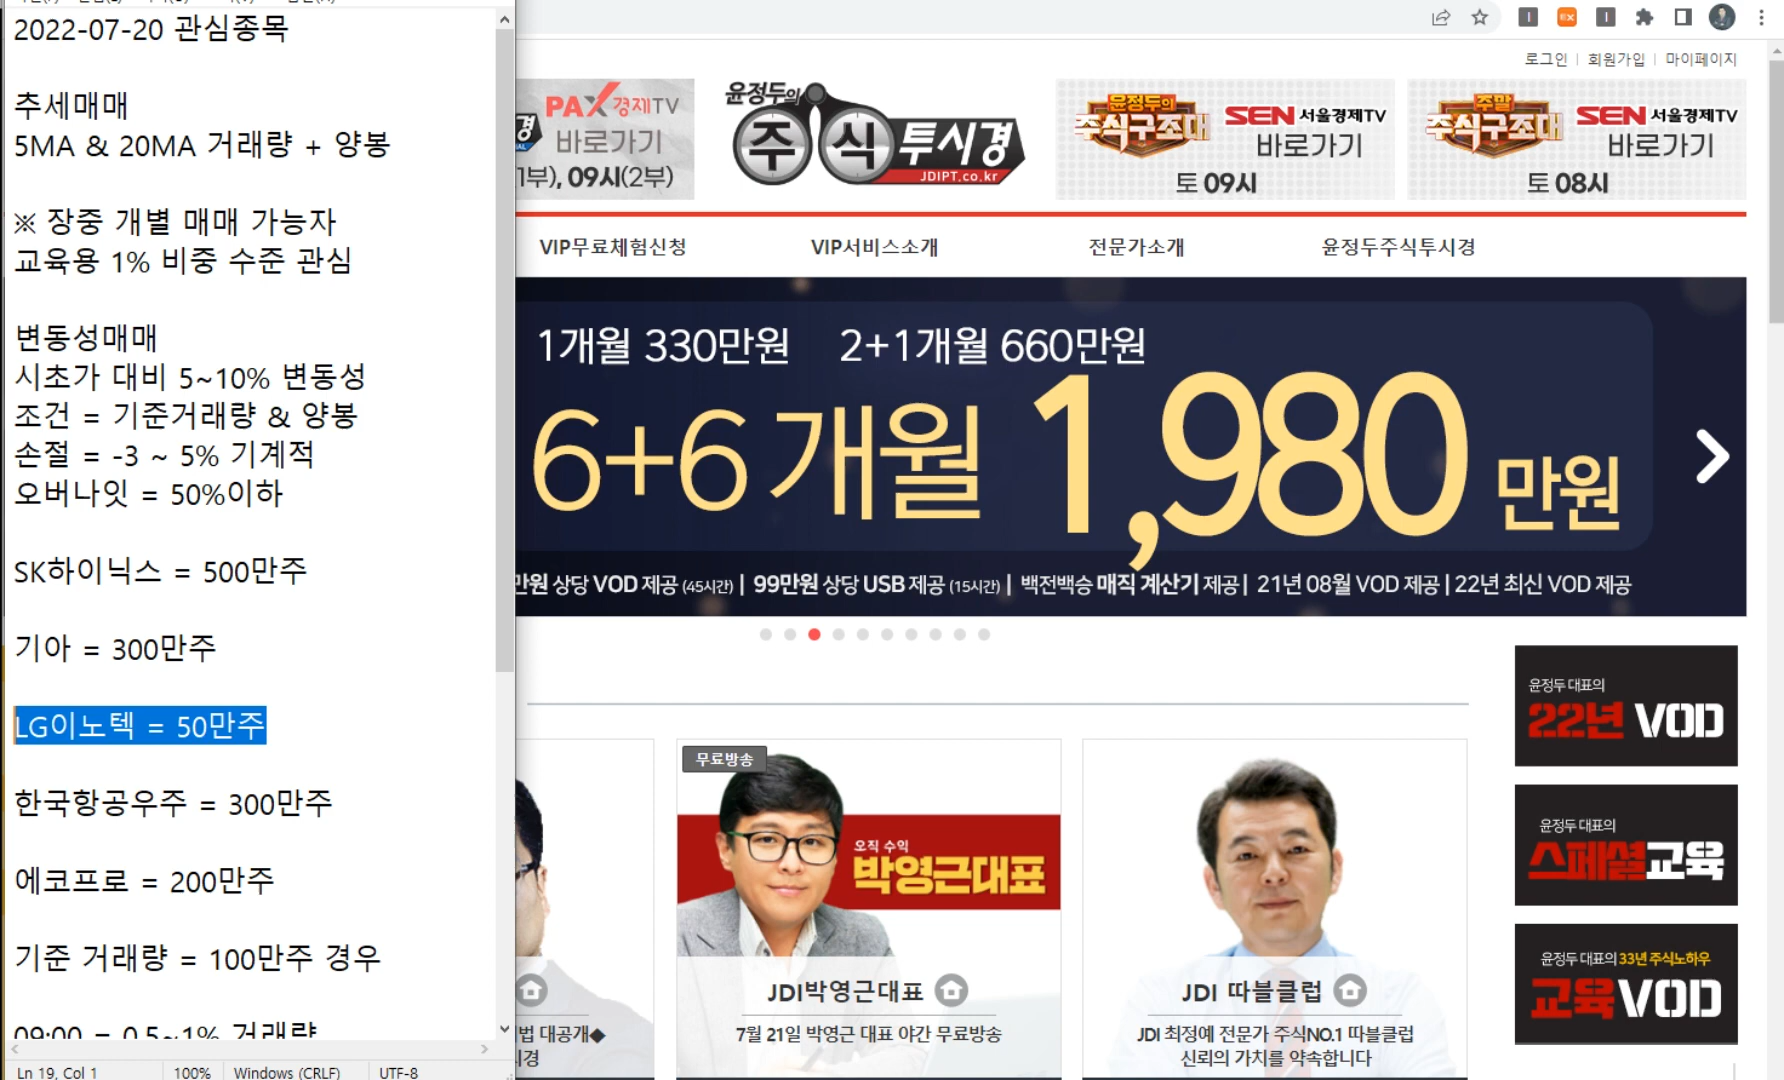 2022-07-20 관심종목
추세매매
5MA & 20MA 거래량 + 양봉
※ 장중 개별 매매 가능자
교육용 1% 비중 수준 관심
변동성매매
시초가 대비 5~10% 변동성
조건 = 기준거래량 & 양봉
손절 = -3 ~ 5% 기계적
오버나잇 = 50%이하
SK하이닉스 = 500만주
기아 = 300만주
LG이노텍 = 50만주
한국항공우주 = 300만주
에코프로 = 200만주
기준 거래량 = 100만주 경우
09:00 = 0.5~1% 거래량
Ln 19, Col 1 100% Windows (CRLF) UTF-8
로그인 | 회원가입 | 마이페이지
경
PAX경제TV
바로가기
(1부), 09시(2부)
윤정두의
주식투시경
JDIPT.co.kr
윤정두의
주식구조대
SEN 서울경제TV
바로가기
토 09시
주말
주식구조대
SEN 서울경제TV
바로가기
토 08시
VIP무료체험신청 VIP서비스소개 전문가소개 윤정두주식투시경
1개월 330만원 2+1개월 660만원
6+6개월 1,980만원
만원 상당 VOD 제공 (45시간) | 99만원 상당 USB 제공 (15시간) | 백전백승 매직 계산기 제공 | 21년 08월 VOD 제공 | 22년 최신 VOD 제공
법 대공개◆
시경
무료방송
오직 수익
박영근대표
JDI박영근대표
7월 21일 박영근 대표 야간 무료방송
JDI 따블클럽
JDI 최정예 전문가 주식NO.1 따블클럽
신뢰의 가치를 약속합니다
윤정두 대표의
22년 VOD
윤정두 대표의
스페셜교육
윤정두 대표의 33년 주식노하우
교육VOD